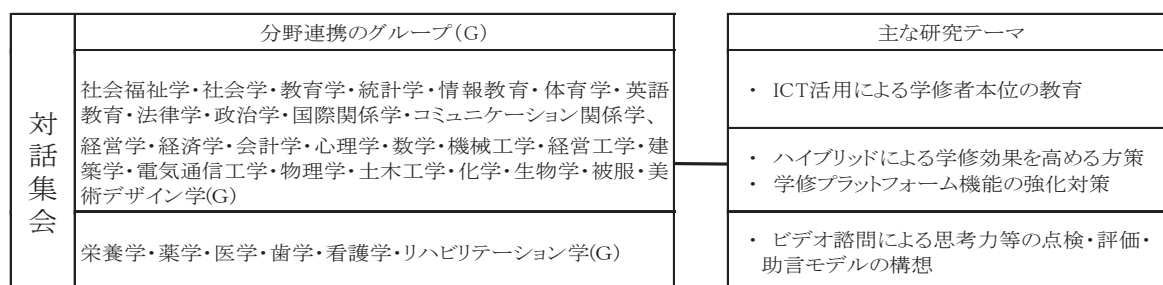 対話集会
分野連携のグループ(G)
社会福祉学・社会学・教育学・統計学・情報教育・体育学・英語
教育・法律学・政治学・国際関係学・コミュニケーション関係学、
経営学・経済学・会計学・心理学・数学・機械工学・経営工学・建
築学・電気通信工学・物理学・土木工学・化学・生物学・被服・美
術デザイン学(G)
栄養学・薬学・医学・歯学・看護学・リハビリテーション学(G)
主な研究テーマ
・ ICT活用による学修者本位の教育
・ ハイブリッドによる学修効果を高める方策
・ 学修プラットフォーム機能の強化対策
・ ビデオ諮問による思考力等の点検・評価・
助言モデルの構想